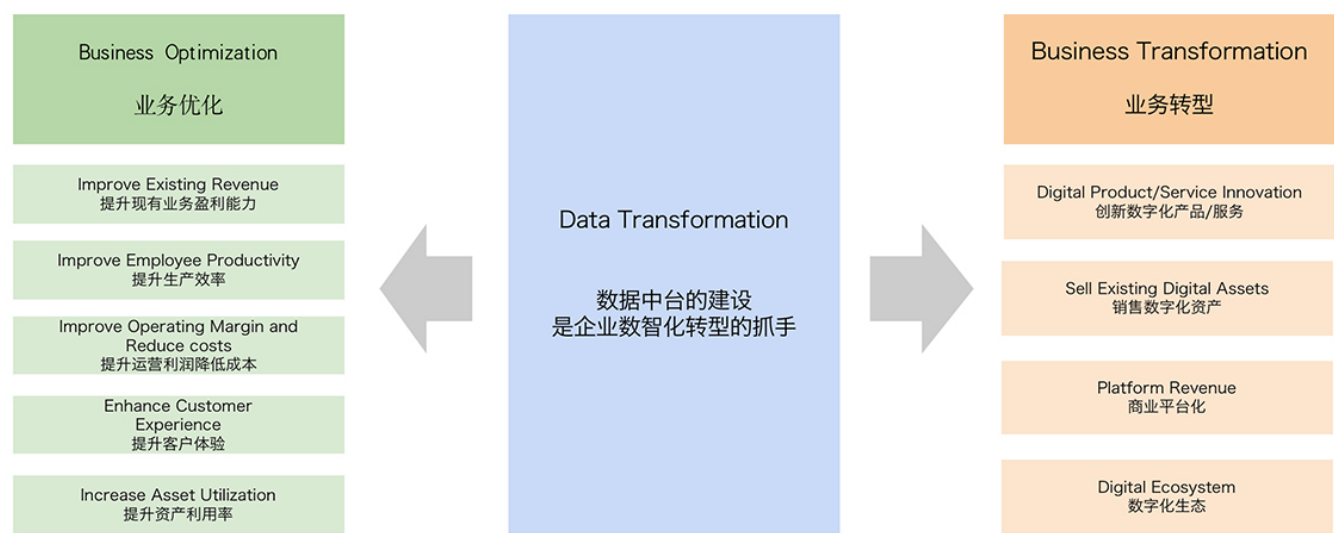 Business Optimization
业务优化
Improve Existing Revenue
提升现有业务盈利能力
Improve Employee Productivity
提升生产效率
Improve Operating Margin and
Reduce costs
提升运营利润降低成本
Enhance Customer
Experience
提升客户体验
Increase Asset Utilization
提升资产利用率
Data Transformation
数据中台的建设
是企业数智化转型的抓手
Business Transformation
业务转型
Digital Product/Service Innovation
创新数字化产品/服务
Sell Existing Digital Assets
销售数字化资产
Platform Revenue
商业平台化
Digital Ecosystem
数字化生态